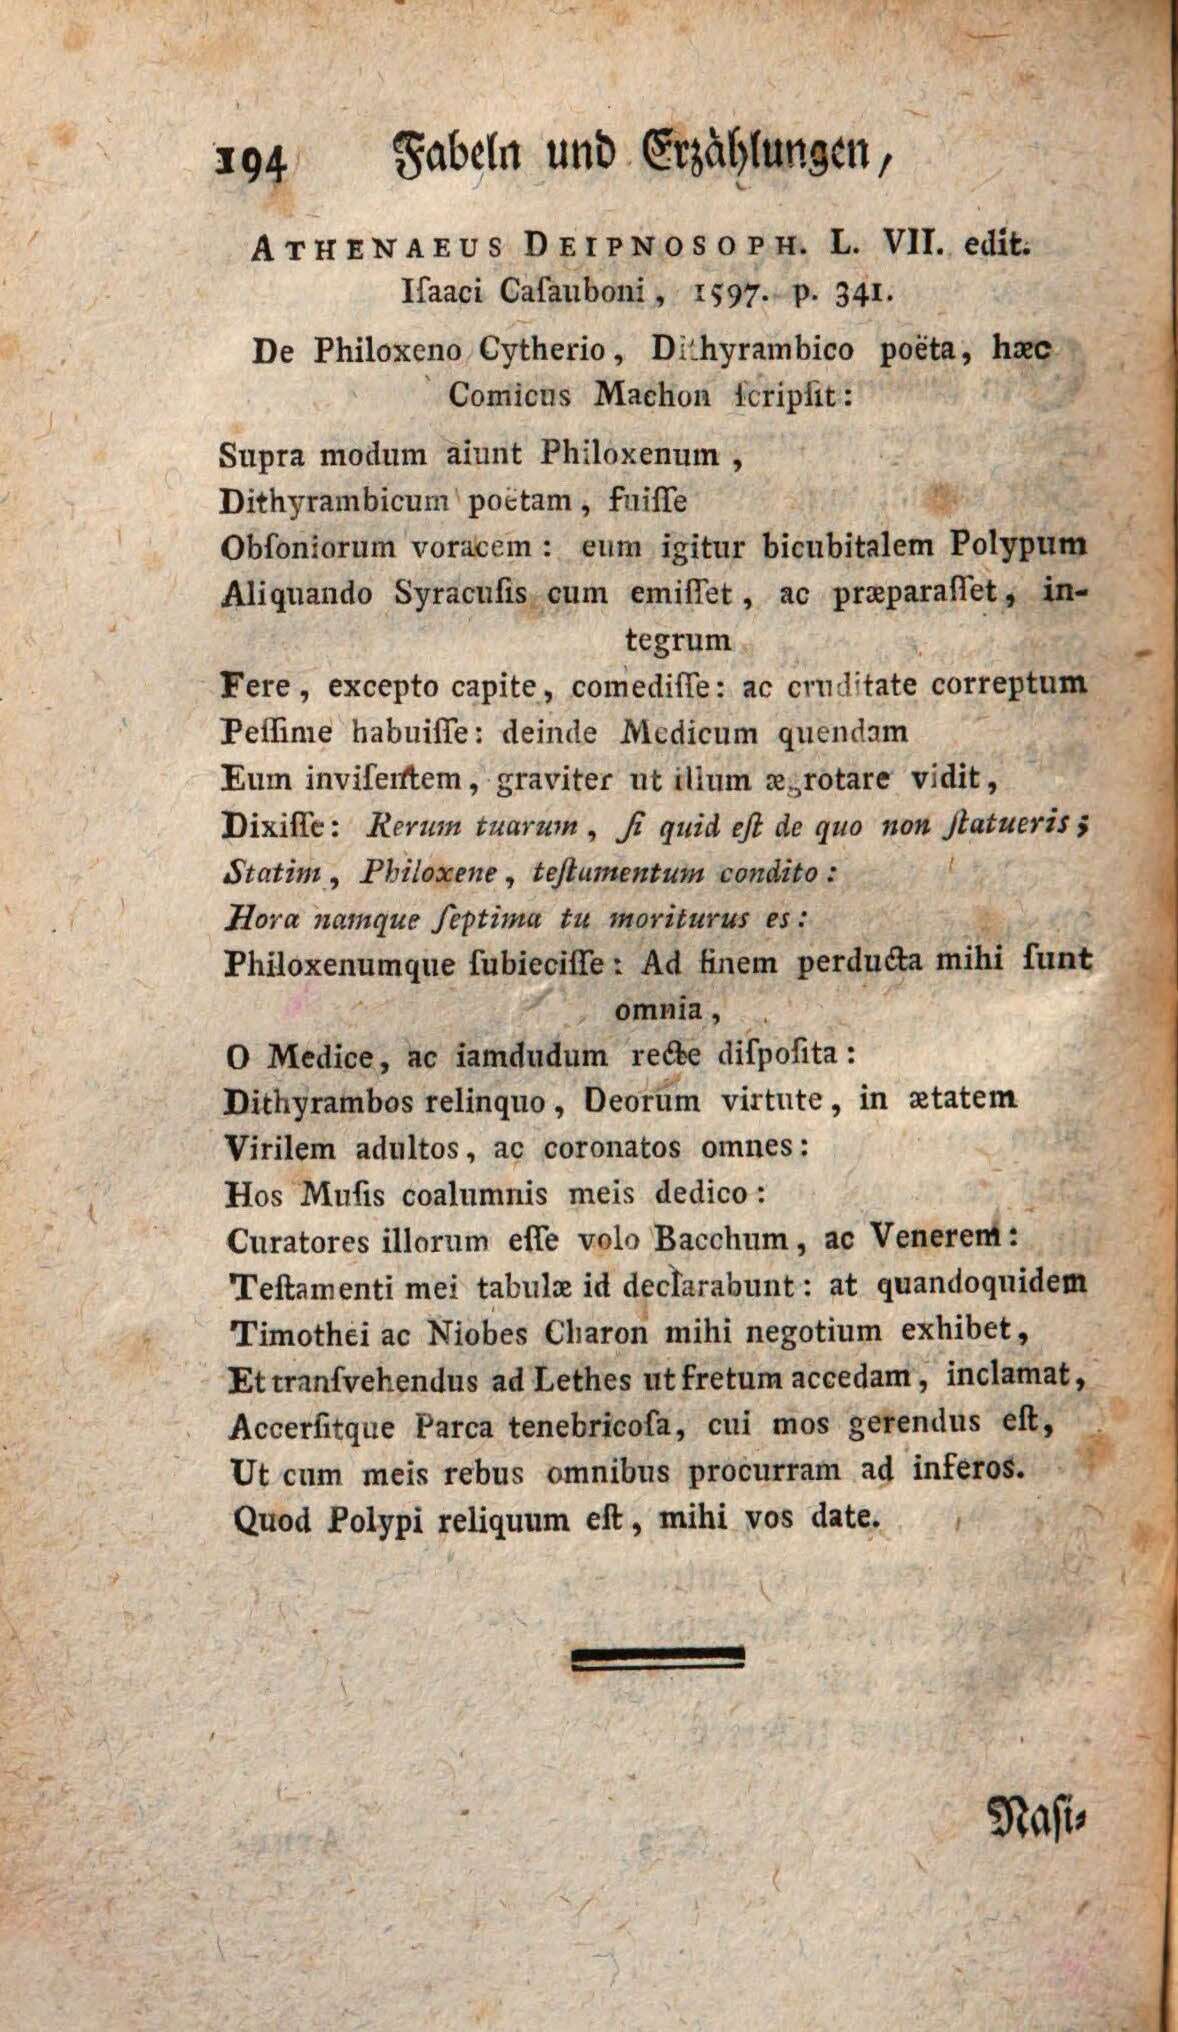 194 Fabeln und Erzählungen,
ATHENAEUS DEIPNOSOPH. L. VII. edit.
Iſaaci Caſauboni, 1597. p. 341.
De Philoxeno Cytherio, Dithyrambico poëta, hæc
Comicus Machon ſcripſit:
Supra modum aiunt Philoxenum,
Dithyrambicum poëtam, fuiſſe
Obſoniorum voracem: eum igitur bicubitalem Polypum
Aliquando Syracuſis cum emiſſet, ac præparaſſet, in-
tegrum
Fere, excepto capite, comediſſe: ac cruditate correptum
Peſſime habuiſſe: deinde Medicum quendam
Eum inviſentem, graviter ut illum ægrotare vidit,
Dixiſſe: Rerum tuarum, ſi quid eſt de quo non ſtatueris;
Statim, Philoxene, teſtamentum condito:
Hora namque ſeptima tu moriturus es:
Philoxenumque ſubieciſſe: Ad finem perducta mihi ſunt
omnia,
O Medice, ac iamdudum recte diſpoſita:
Dithyrambos relinquo, Deorum virtute, in ætatem
Virilem adultos, ac coronatos omnes:
Hos Muſis coalumnis meis dedico:
Curatores illorum eſſe volo Bacchum, ac Venerem:
Teſtamenti mei tabulæ id declarabunt: at quandoquidem
Timothei ac Niobes Charon mihi negotium exhibet,
Et tranſvehendus ad Lethes ut fretum accedam, inclamat,
Accerſitque Parca tenebricoſa, cui mos gerendus eſt,
Ut cum meis rebus omnibus procurram ad inferos.
Quod Polypi reliquum eſt, mihi vos date.
Naſi-